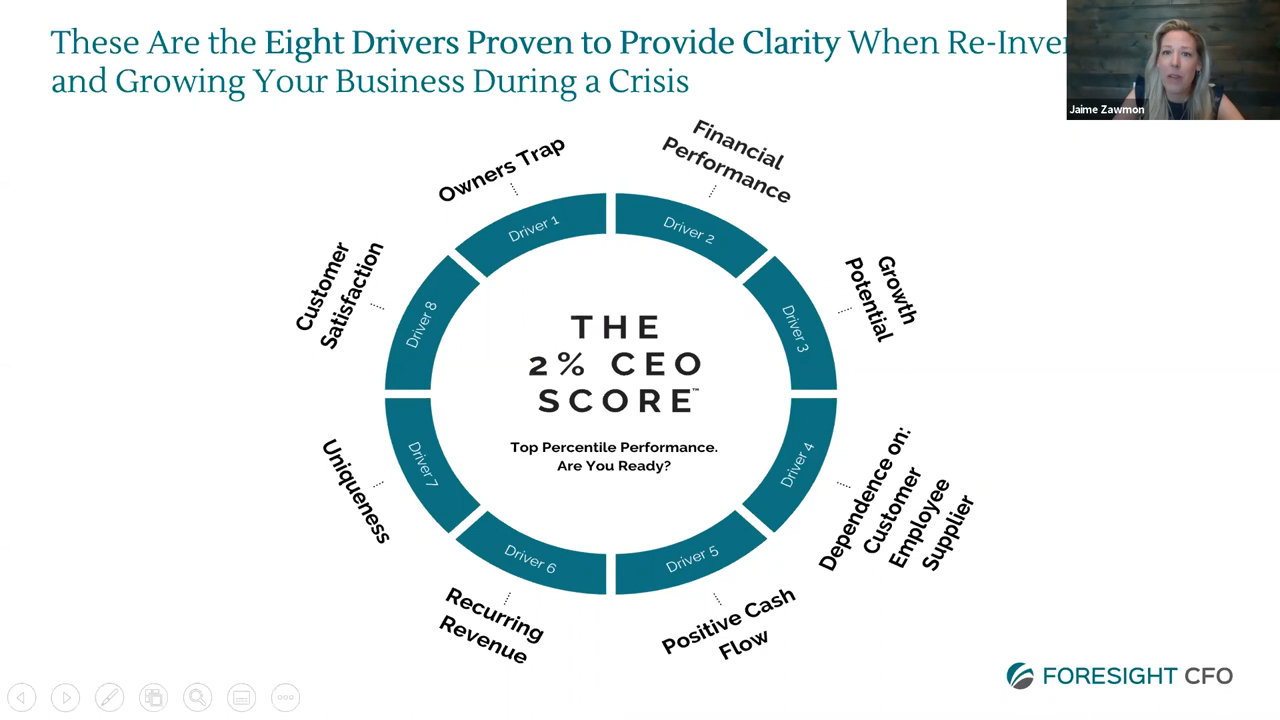 These Are the Eight Drivers Proven to Provide Clarity When
and Growing Your Business During a Crisis
Jaime Zawmon
Owners Trap
Driver 1
Financial
Performance
Driver 2
Growth
Potential
Driver 3
Dependence on:
Customer
Employee
Supplier
Driver 4
Positive Cash
Flow
Driver 5
Recurring
Revenue
Driver 6
Uniqueness
Driver 7
Customer
Satisfaction
Driver 8
THE
2% CEO
SCORE™
Top Percentile Performance.
Are You Ready?
FORESIGHT CFO